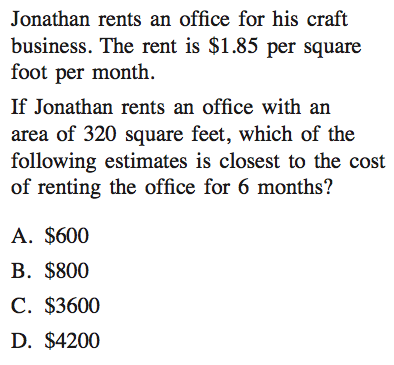 Jonathan rents an office for his craft
business. The rent is $1.85 per square
foot per month.
If Jonathan rents an office with an
area of 320 square feet, which of the
following estimates is closest to the cost
of renting the office for 6 months?
A. $600
B. $800
C. $3600
D. $4200